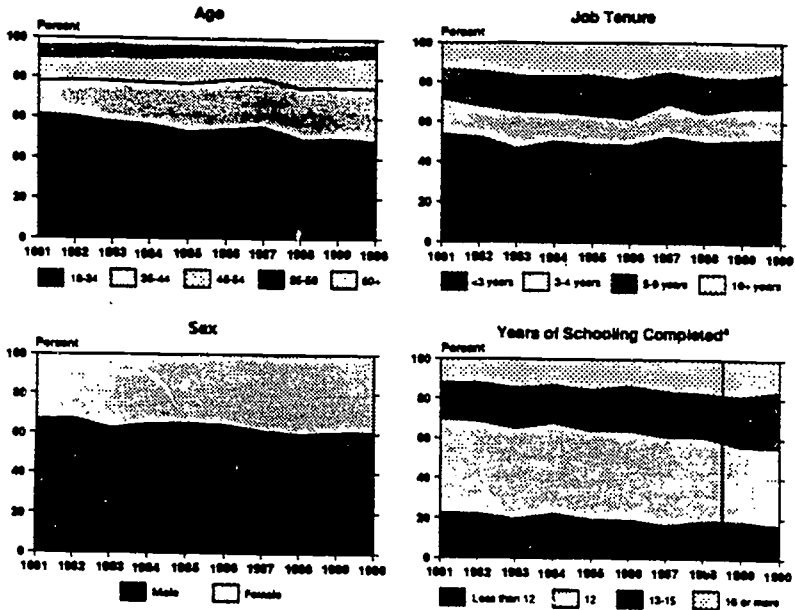 Age
Percent
100
80
60
40
20
0
1981 1982 1983 1984 1985 1986 1987 1988 1989 1990
18-34 35-44 45-54 55-59 60+
Job Tenure
Percent
100
80
60
40
20
0
1981 1982 1983 1984 1985 1986 1987 1988 1989 1990
<3 years 3-4 years 5-9 years 10+ years
Sex
Percent
100
80
60
40
20
0
1981 1982 1983 1984 1985 1986 1987 1988 1989 1990
Male Female
Years of Schooling Completedᵃ
Percent
100
80
60
40
20
0
1981 1982 1983 1984 1985 1986 1987 1988 1989 1990
Less than 12 12 13-15 16 or more